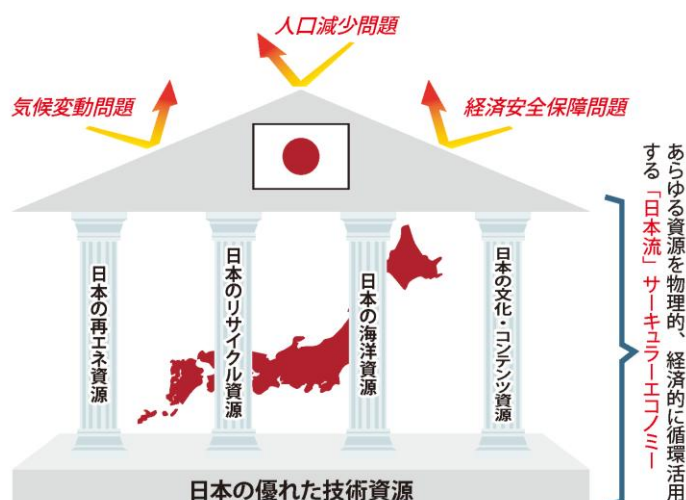 人口減少問題
気候変動問題
経済安全保障問題
日本の再エネ資源
日本のリサイクル資源
日本の海洋資源
日本の文化・コンテンツ資源
日本の優れた技術資源
あらゆる資源を物理的、経済的に循環活用
する「日本流」サーキュラーエコノミー